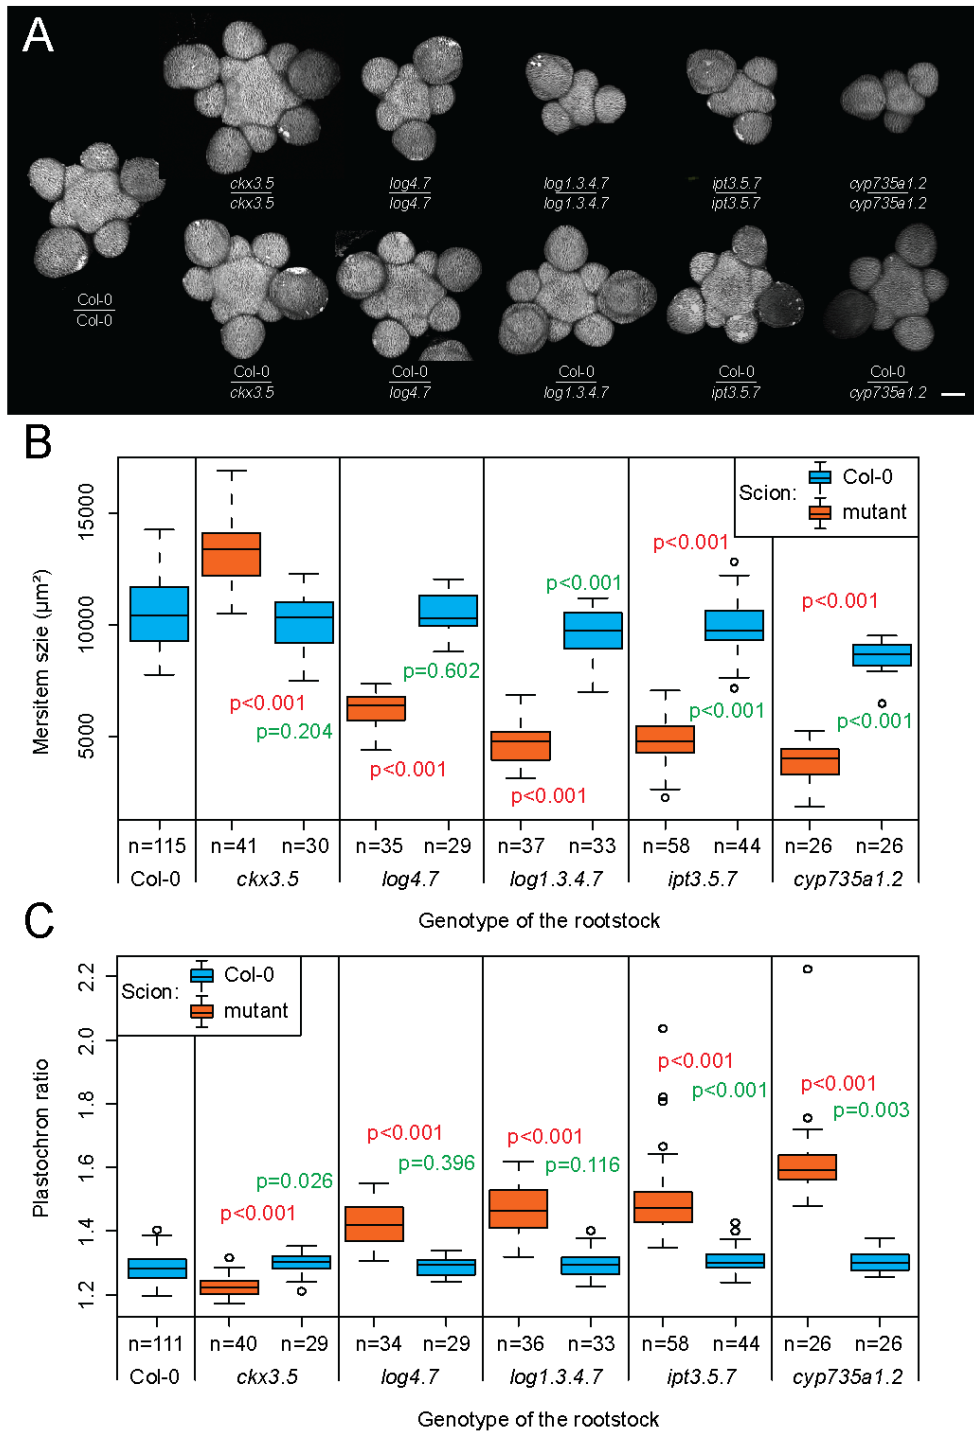 A
ckx3.5
ckx3.5
log4.7
log4.7
log1.3.4.7
log1.3.4.7
ipt3.5.7
ipt3.5.7
cyp735a1.2
cyp735a1.2
Col-0
Col-0
Col-0
ckx3.5
Col-0
log4.7
Col-0
log1.3.4.7
Col-0
ipt3.5.7
Col-0
cyp735a1.2
B
Mersitem szie (µm²)
15000
10000
5000
Scion:
Col-0
mutant
p<0.001
p=0.204
p=0.602
p<0.001
p<0.001
p<0.001
p<0.001
p<0.001
p<0.001
p<0.001
n=115 n=41 n=30 n=35 n=29 n=37 n=33 n=58 n=44 n=26 n=26
Col-0 ckx3.5 log4.7 log1.3.4.7 ipt3.5.7 cyp735a1.2
Genotype of the rootstock
C
Plastochron ratio
2.2
2.0
1.8
1.6
1.4
1.2
Scion:
Col-0
mutant
p=0.026
p<0.001
p<0.001
p=0.396
p<0.001
p=0.116
p<0.001
p<0.001
p<0.001
p=0.003
n=111 n=40 n=29 n=34 n=29 n=36 n=33 n=58 n=44 n=26 n=26
Col-0 ckx3.5 log4.7 log1.3.4.7 ipt3.5.7 cyp735a1.2
Genotype of the rootstock